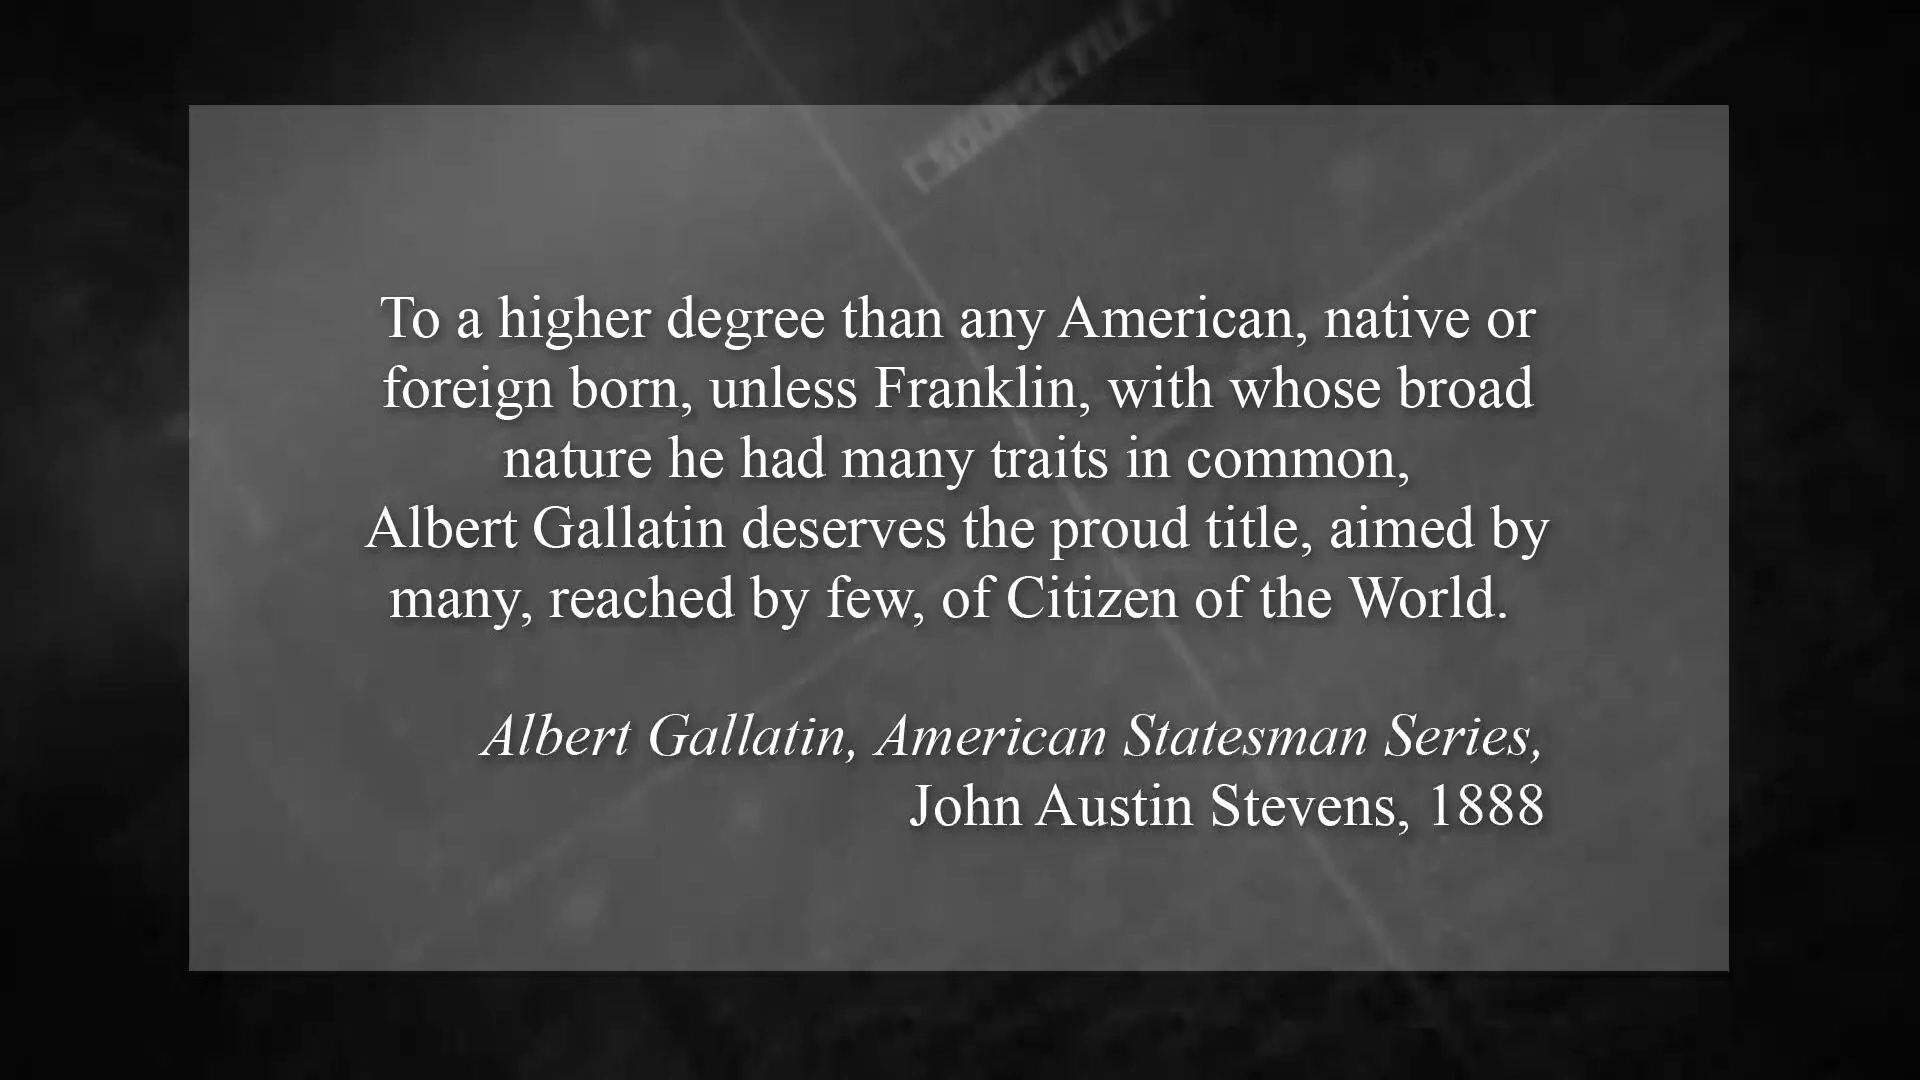 To a higher degree than any American, native or
foreign born, unless Franklin, with whose broad
nature he had many traits in common,
Albert Gallatin deserves the proud title, aimed by
many, reached by few, of Citizen of the World.
Albert Gallatin, American Statesman Series,
John Austin Stevens, 1888